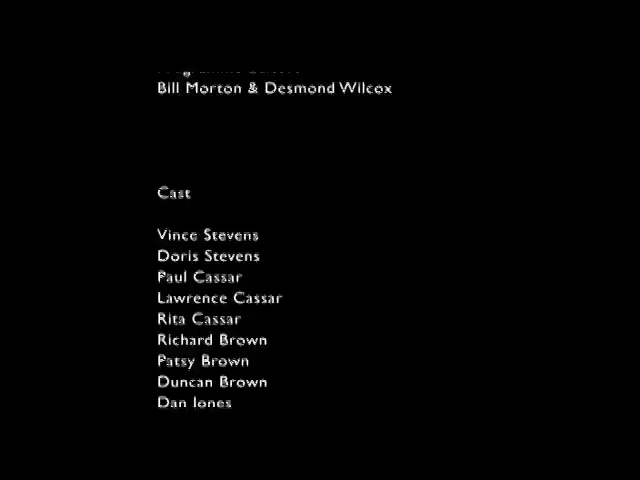 Bill Morton & Desmond Wilcox
Cast
Vince Stevens
Doris Stevens
Paul Cassar
Lawrence Cassar
Rita Cassar
Richard Brown
Patsy Brown
Duncan Brown
Dan Jones